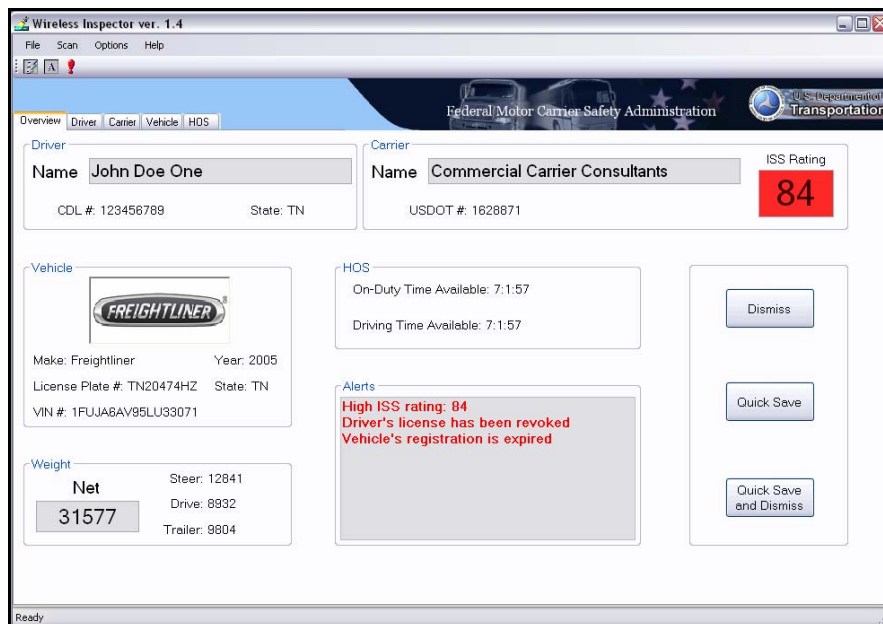 Wireless Inspector ver. 1.4
File Scan Options Help
A
Federal Motor Carrier Safety Administration
U.S. Department of
Transportation
Overview Driver Carrier Vehicle HOS
Driver
Name John Doe One
CDL #: 123456789 State: TN
Carrier
Name Commercial Carrier Consultants
USDOT #: 1628871
ISS Rating
84
Vehicle
FREIGHTLINER®
Make: Freightliner Year: 2005
License Plate #: TN20474HZ State: TN
VIN #: 1FUJA6AV95LU33071
HOS
On-Duty Time Available: 7:1:57
Driving Time Available: 7:1:57
Dismiss
Quick Save
Quick Save
and Dismiss
Weight
Net
31577
Steer: 12841
Drive: 8932
Trailer: 9804
Alerts
High ISS rating: 84
Driver's license has been revoked
Vehicle's registration is expired
Ready